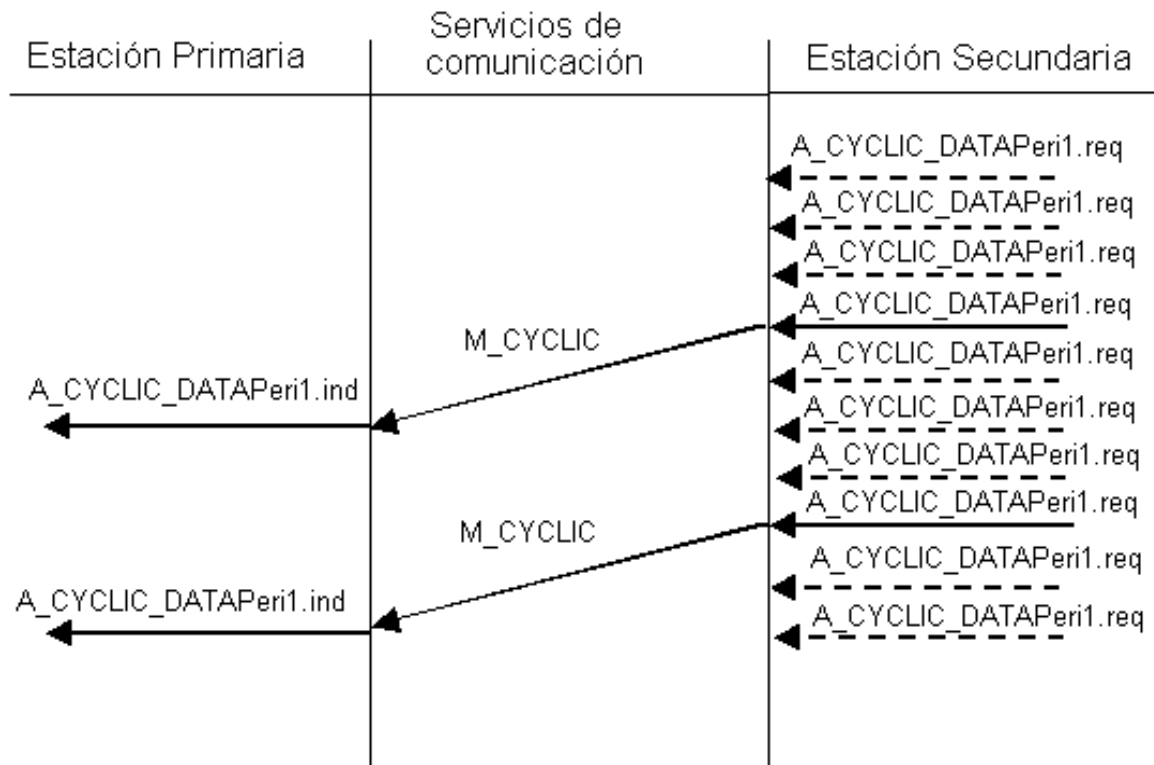 Estación Primaria
Servicios de
comunicación
Estación Secundaria
A_CYCLIC_DATAPeri1.req
A_CYCLIC_DATAPeri1.req
A_CYCLIC_DATAPeri1.req
A_CYCLIC_DATAPeri1.req
M_CYCLIC
A_CYCLIC_DATAPeri1.req
A_CYCLIC_DATAPeri1.ind
A_CYCLIC_DATAPeri1.req
A_CYCLIC_DATAPeri1.req
A_CYCLIC_DATAPeri1.req
M_CYCLIC
A_CYCLIC_DATAPeri1.req
A_CYCLIC_DATAPeri1.ind
A_CYCLIC_DATAPeri1.req